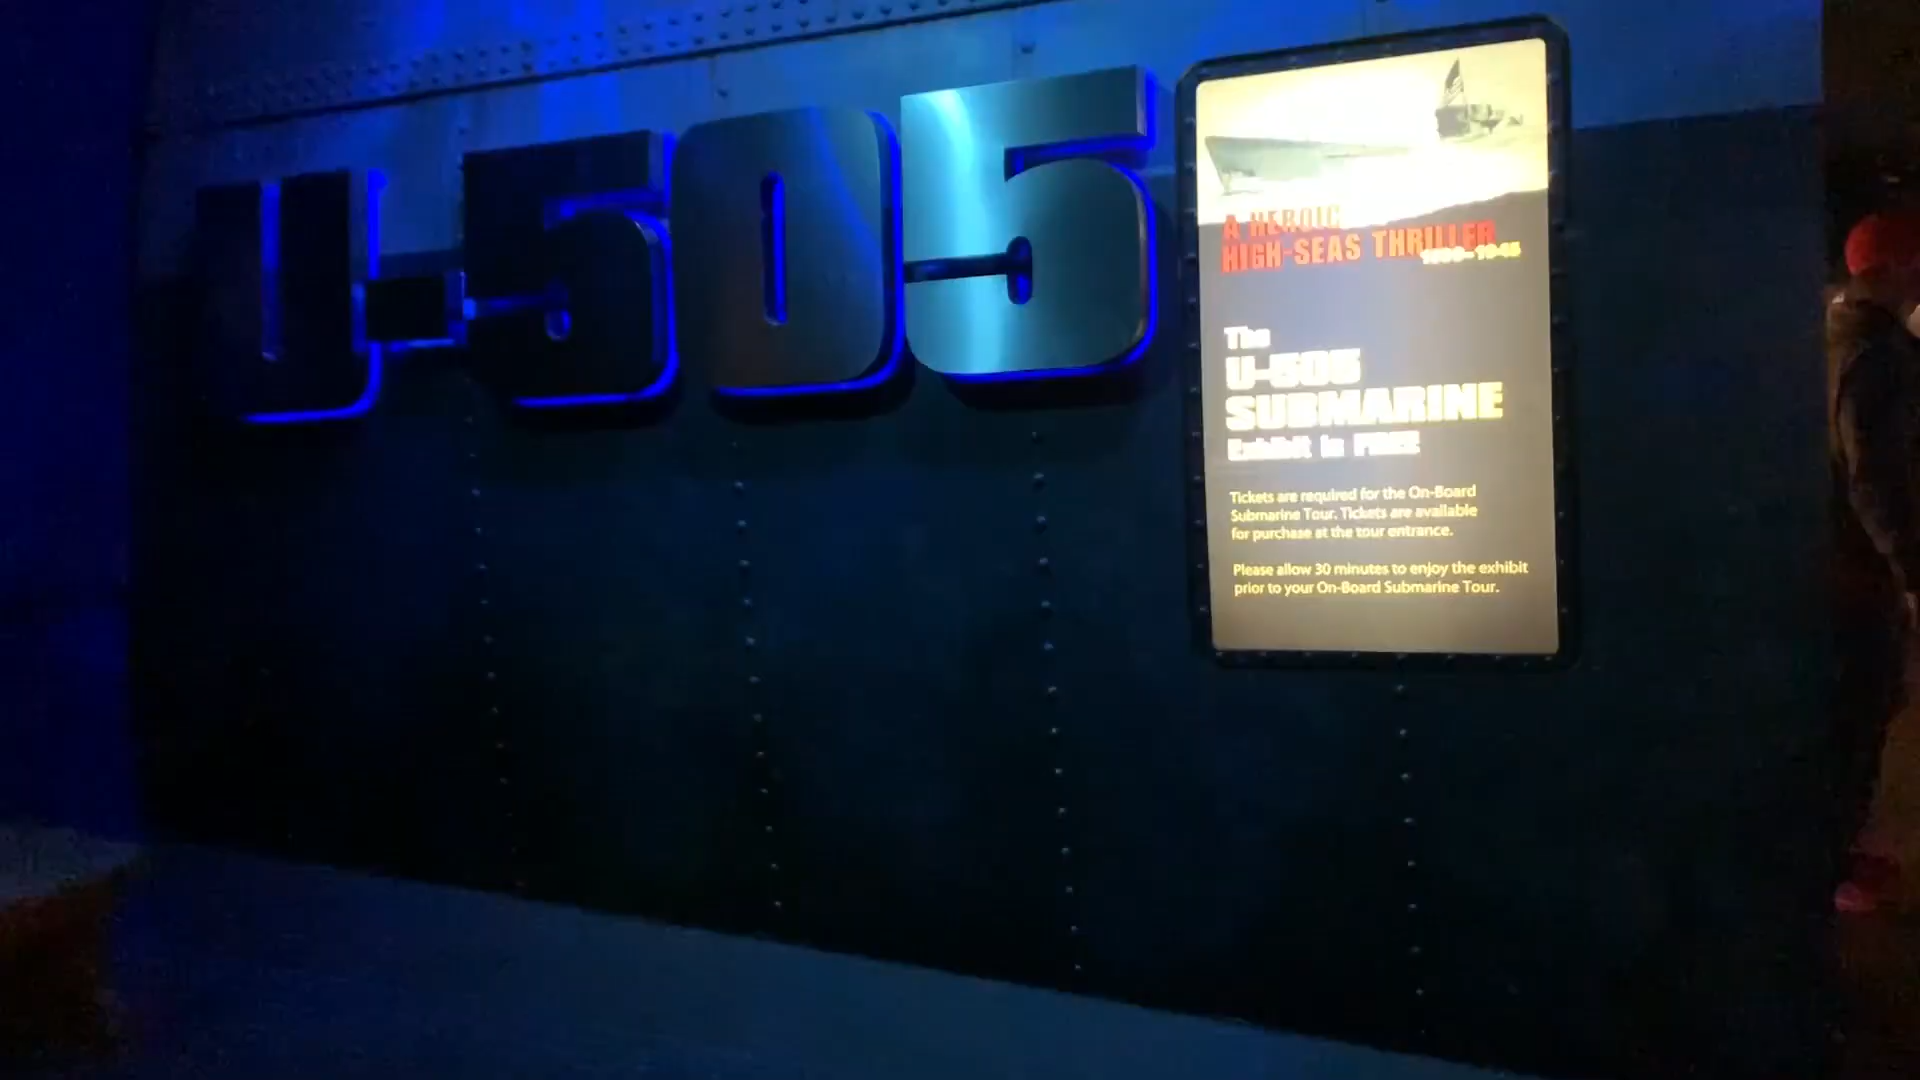 U-505
A HEROIC
HIGH-SEAS THRILLER
The
U-505
SUBMARINE
Exhibit is FREE
Tickets are required for the On-Board
Submarine Tour. Tickets are available
for purchase at the tour entrance.
Please allow 30 minutes to enjoy the exhibit
prior to your On-Board Submarine Tour.